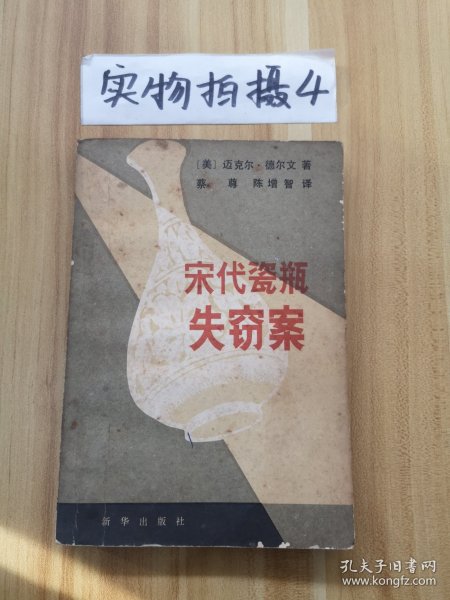 实物拍摄4
［美］迈克尔·德尔文 著
蔡 尊 陈增智 译
宋代瓷瓶
失窃案
新华出版社
孔夫子旧书网
www.kongfz.com